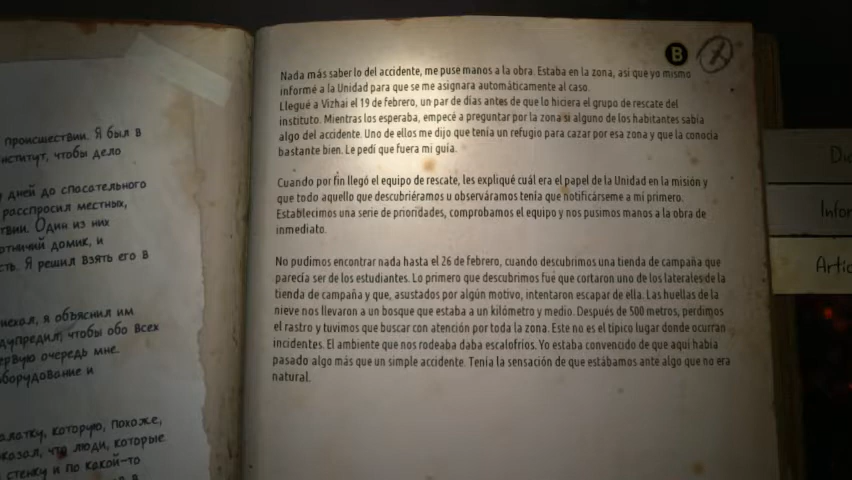 происшествии. Я был в
нститут, чтобы дело
дней до спасательного
расспросил местных,
ствии. Один из них
отничий домик, и
сть. Я решил взять его в
риехал, я объяснил им
дупредил, чтобы обо всех
первую очередь мне.
оборудование и
алатку, которую, похоже,
казал, что люди, которые
стенку и по какой-то
B
Nada más saber lo del accidente, me puse manos a la obra. Estaba en la zona, así que yo mismo
informé a la Unidad para que se me asignara automáticamente al caso.
Llegué a Vizhai el 19 de febrero, un par de días antes de que lo hiciera el grupo de rescate del
instituto. Mientras los esperaba, empecé a preguntar por la zona si alguno de los habitantes sabía
algo del accidente. Uno de ellos me dijo que tenía un refugio para cazar por esa zona y que la conocía
bastante bien. Le pedí que fuera mi guía.
Cuando por fin llegó el equipo de rescate, les expliqué cuál era el papel de la Unidad en la misión y
que todo aquello que descubriéramos u observáramos tenía que notificárseme a mí primero.
Establecimos una serie de prioridades, comprobamos el equipo y nos pusimos manos a la obra de
inmediato.
No pudimos encontrar nada hasta el 26 de febrero, cuando descubrimos una tienda de campaña que
parecía ser de los estudiantes. Lo primero que descubrimos fue que cortaron uno de los laterales de la
tienda de campaña y que, asustados por algún motivo, intentaron escapar de ella. Las huellas de la
nieve nos llevaron a un bosque que estaba a un kilómetro y medio. Después de 500 metros, perdimos
el rastro y tuvimos que buscar con atención por toda la zona. Este no es el típico lugar donde ocurran
incidentes. El ambiente que nos rodeaba daba escalofríos. Yo estaba convencido de que aquí había
pasado algo más que un simple accidente. Tenía la sensación de que estábamos ante algo que no era
natural.
Infor
Artíc